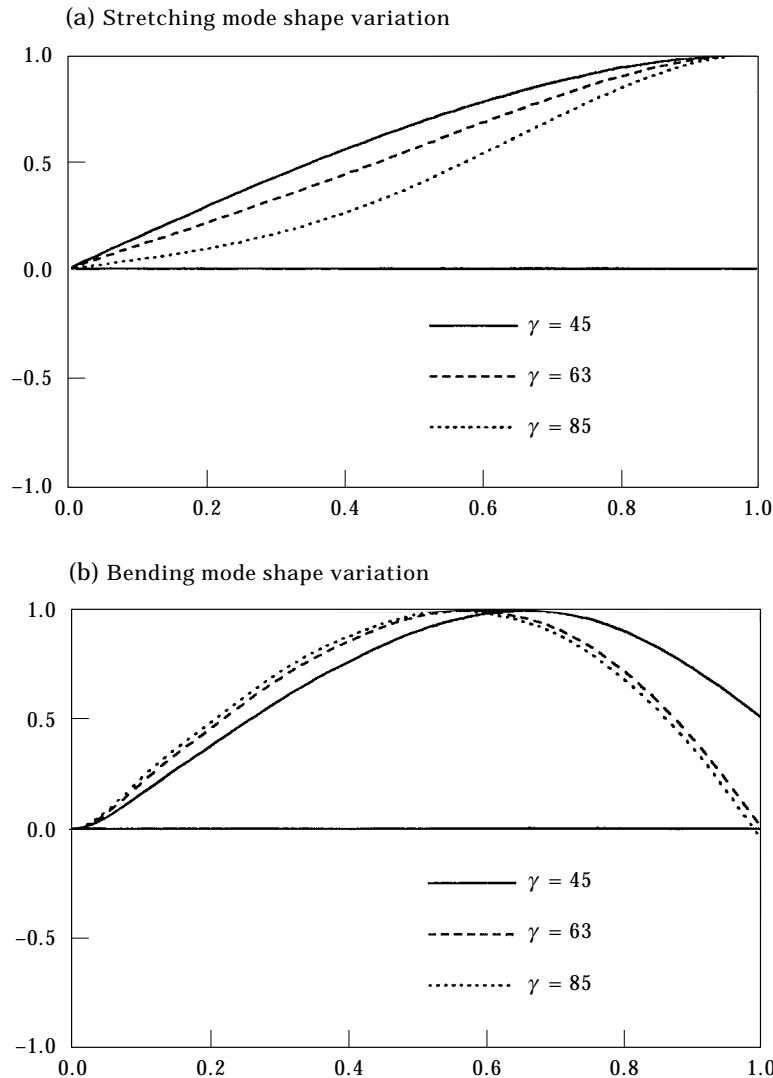 (a) Stretching mode shape variation
1.0
0.5
0.0
γ = 45
γ = 63
−0.5
γ = 85
−1.0
0.0 0.2 0.4 0.6 0.8 1.0
(b) Bending mode shape variation
1.0
0.5
0.0
γ = 45
γ = 63
−0.5
γ = 85
−1.0
0.0 0.2 0.4 0.6 0.8 1.0